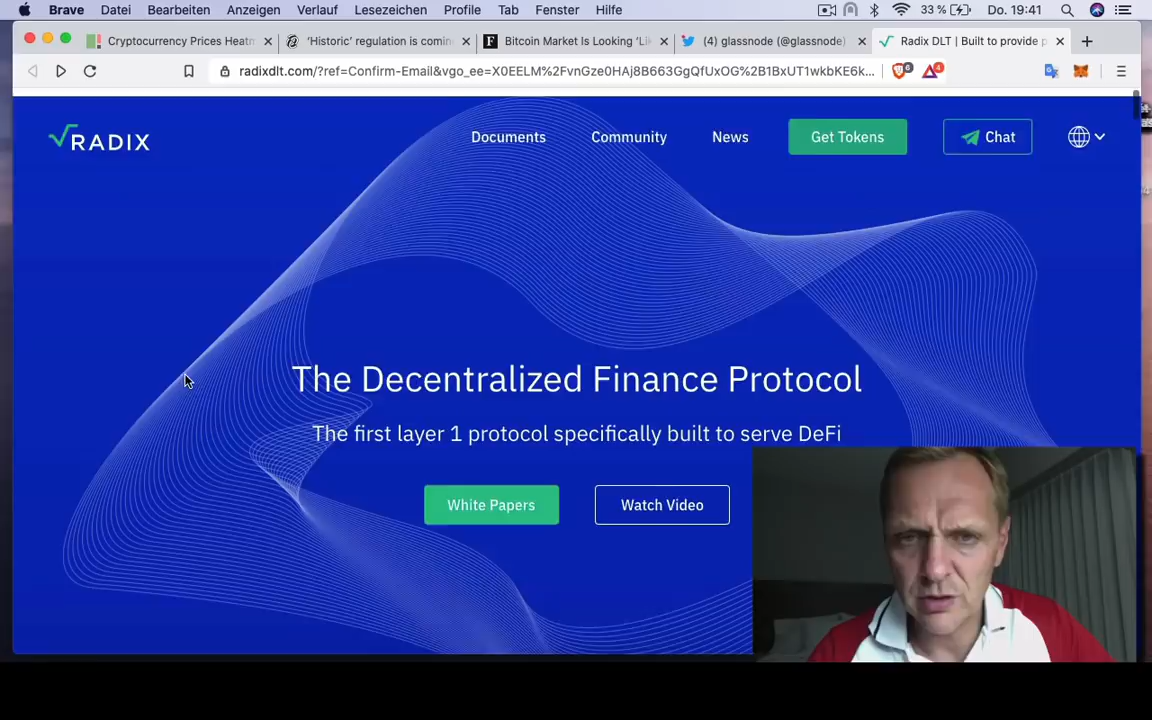 Brave Datei Bearbeiten Anzeigen Verlauf Lesezeichen Profile Tab Fenster Hilfe 33 % Do. 19:41
Cryptocurrency Prices Heatm
'Historic' regulation is comin
Bitcoin Market Is Looking 'Li
(4) glassnode (@glassnode)
Radix DLT | Built to provide p
radixdlt.com/?ref=Confirm-Email&vgo_ee=X0EELM%2FvnGze0HAj8B663GgQfUxOG%2B1BxUT1wkbKE6k...
6
4
RADIX
Documents
Community
News
Get Tokens
Chat
The Decentralized Finance Protocol
The first layer 1 protocol specifically built to serve DeFi
White Papers
Watch Video